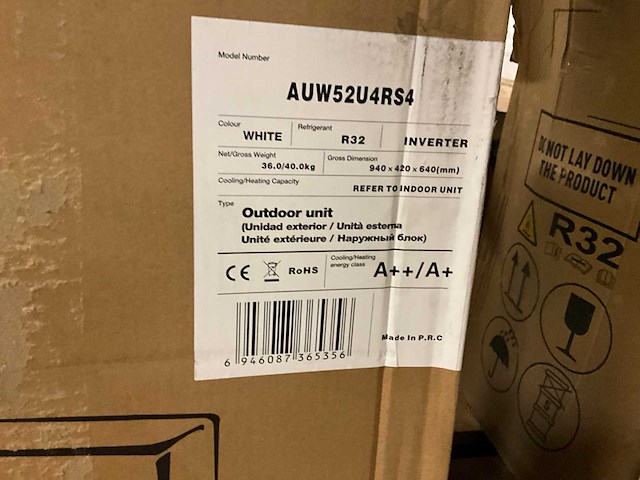 Model Number
AUW52U4RS4
Colour WHITE Refrigerant R32 INVERTER
Net/Gross Weight 36.0/40.0kg Gross Dimension 940×420×640(mm)
Cooling/Heating Capacity REFER TO INDOOR UNIT
Type
Outdoor unit
(Unidad exterior / Unità esterna
Unité extérieure / Наружный блок)
CE RoHS Cooling/Heating energy class A++/A+
6 946087 365356
Made In P.R.C
DO NOT LAY DOWN
THE PRODUCT
R32